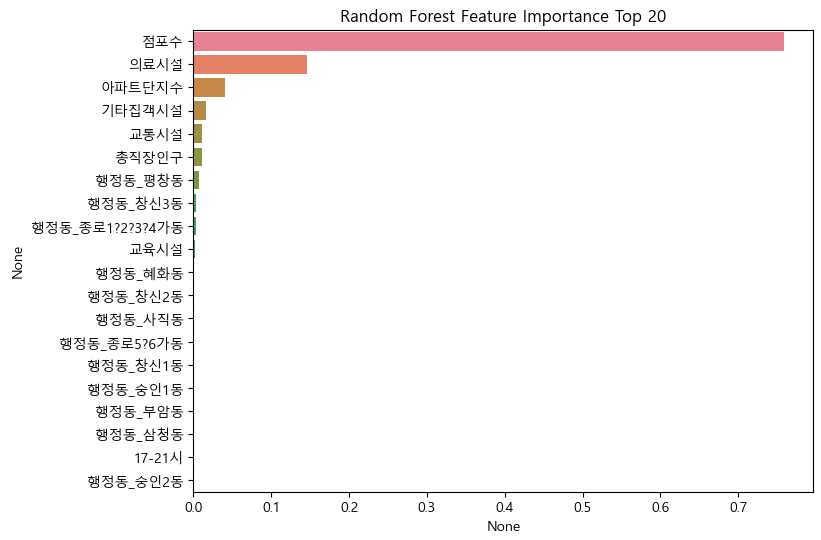 Random Forest Feature Importance Top 20
점포수
의료시설
아파트단지수
기타집객시설
교통시설
총직장인구
행정동_평창동
행정동_창신3동
행정동_종로1?2?3?4가동
교육시설
행정동_혜화동
행정동_창신2동
행정동_사직동
행정동_종로5?6가동
행정동_창신1동
행정동_숭인1동
행정동_부암동
행정동_삼청동
17-21시
행정동_숭인2동
None
0.0 0.1 0.2 0.3 0.4 0.5 0.6 0.7
None